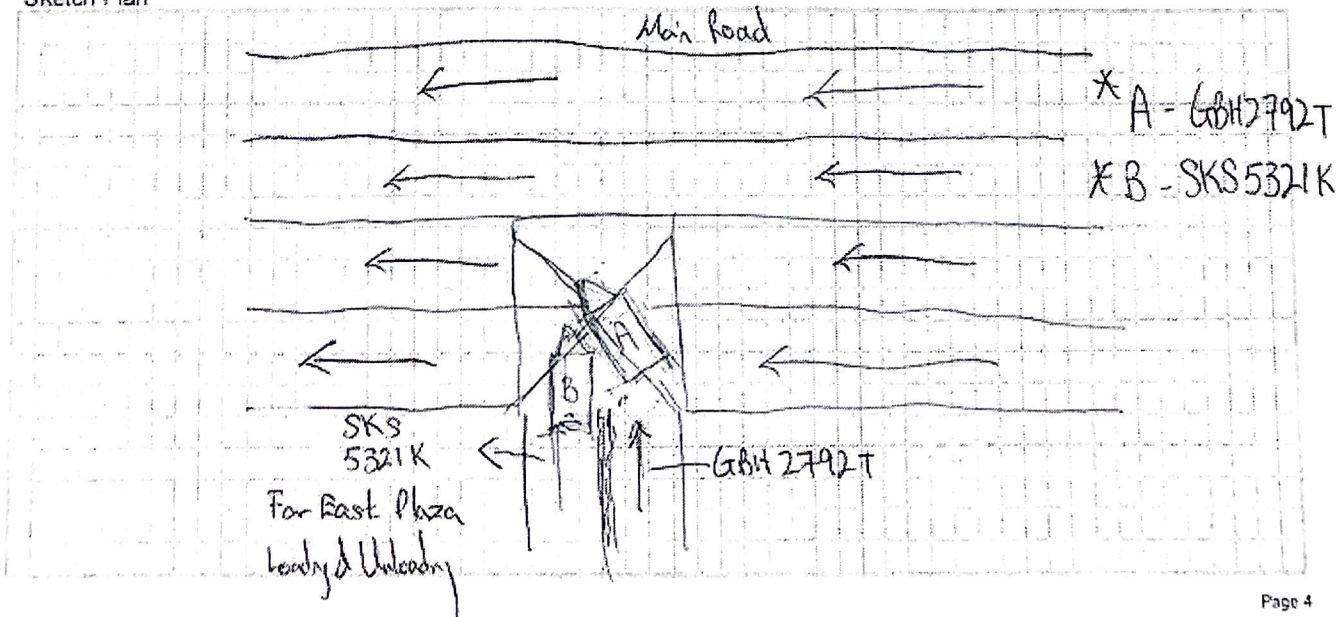 Sketch Plan
Main Road
* A - GBH2792T
* B - SKS5321K
A
B
SKS
5321K
GBH2792T
Far East Plaza
Loading & Unloading
Page 4